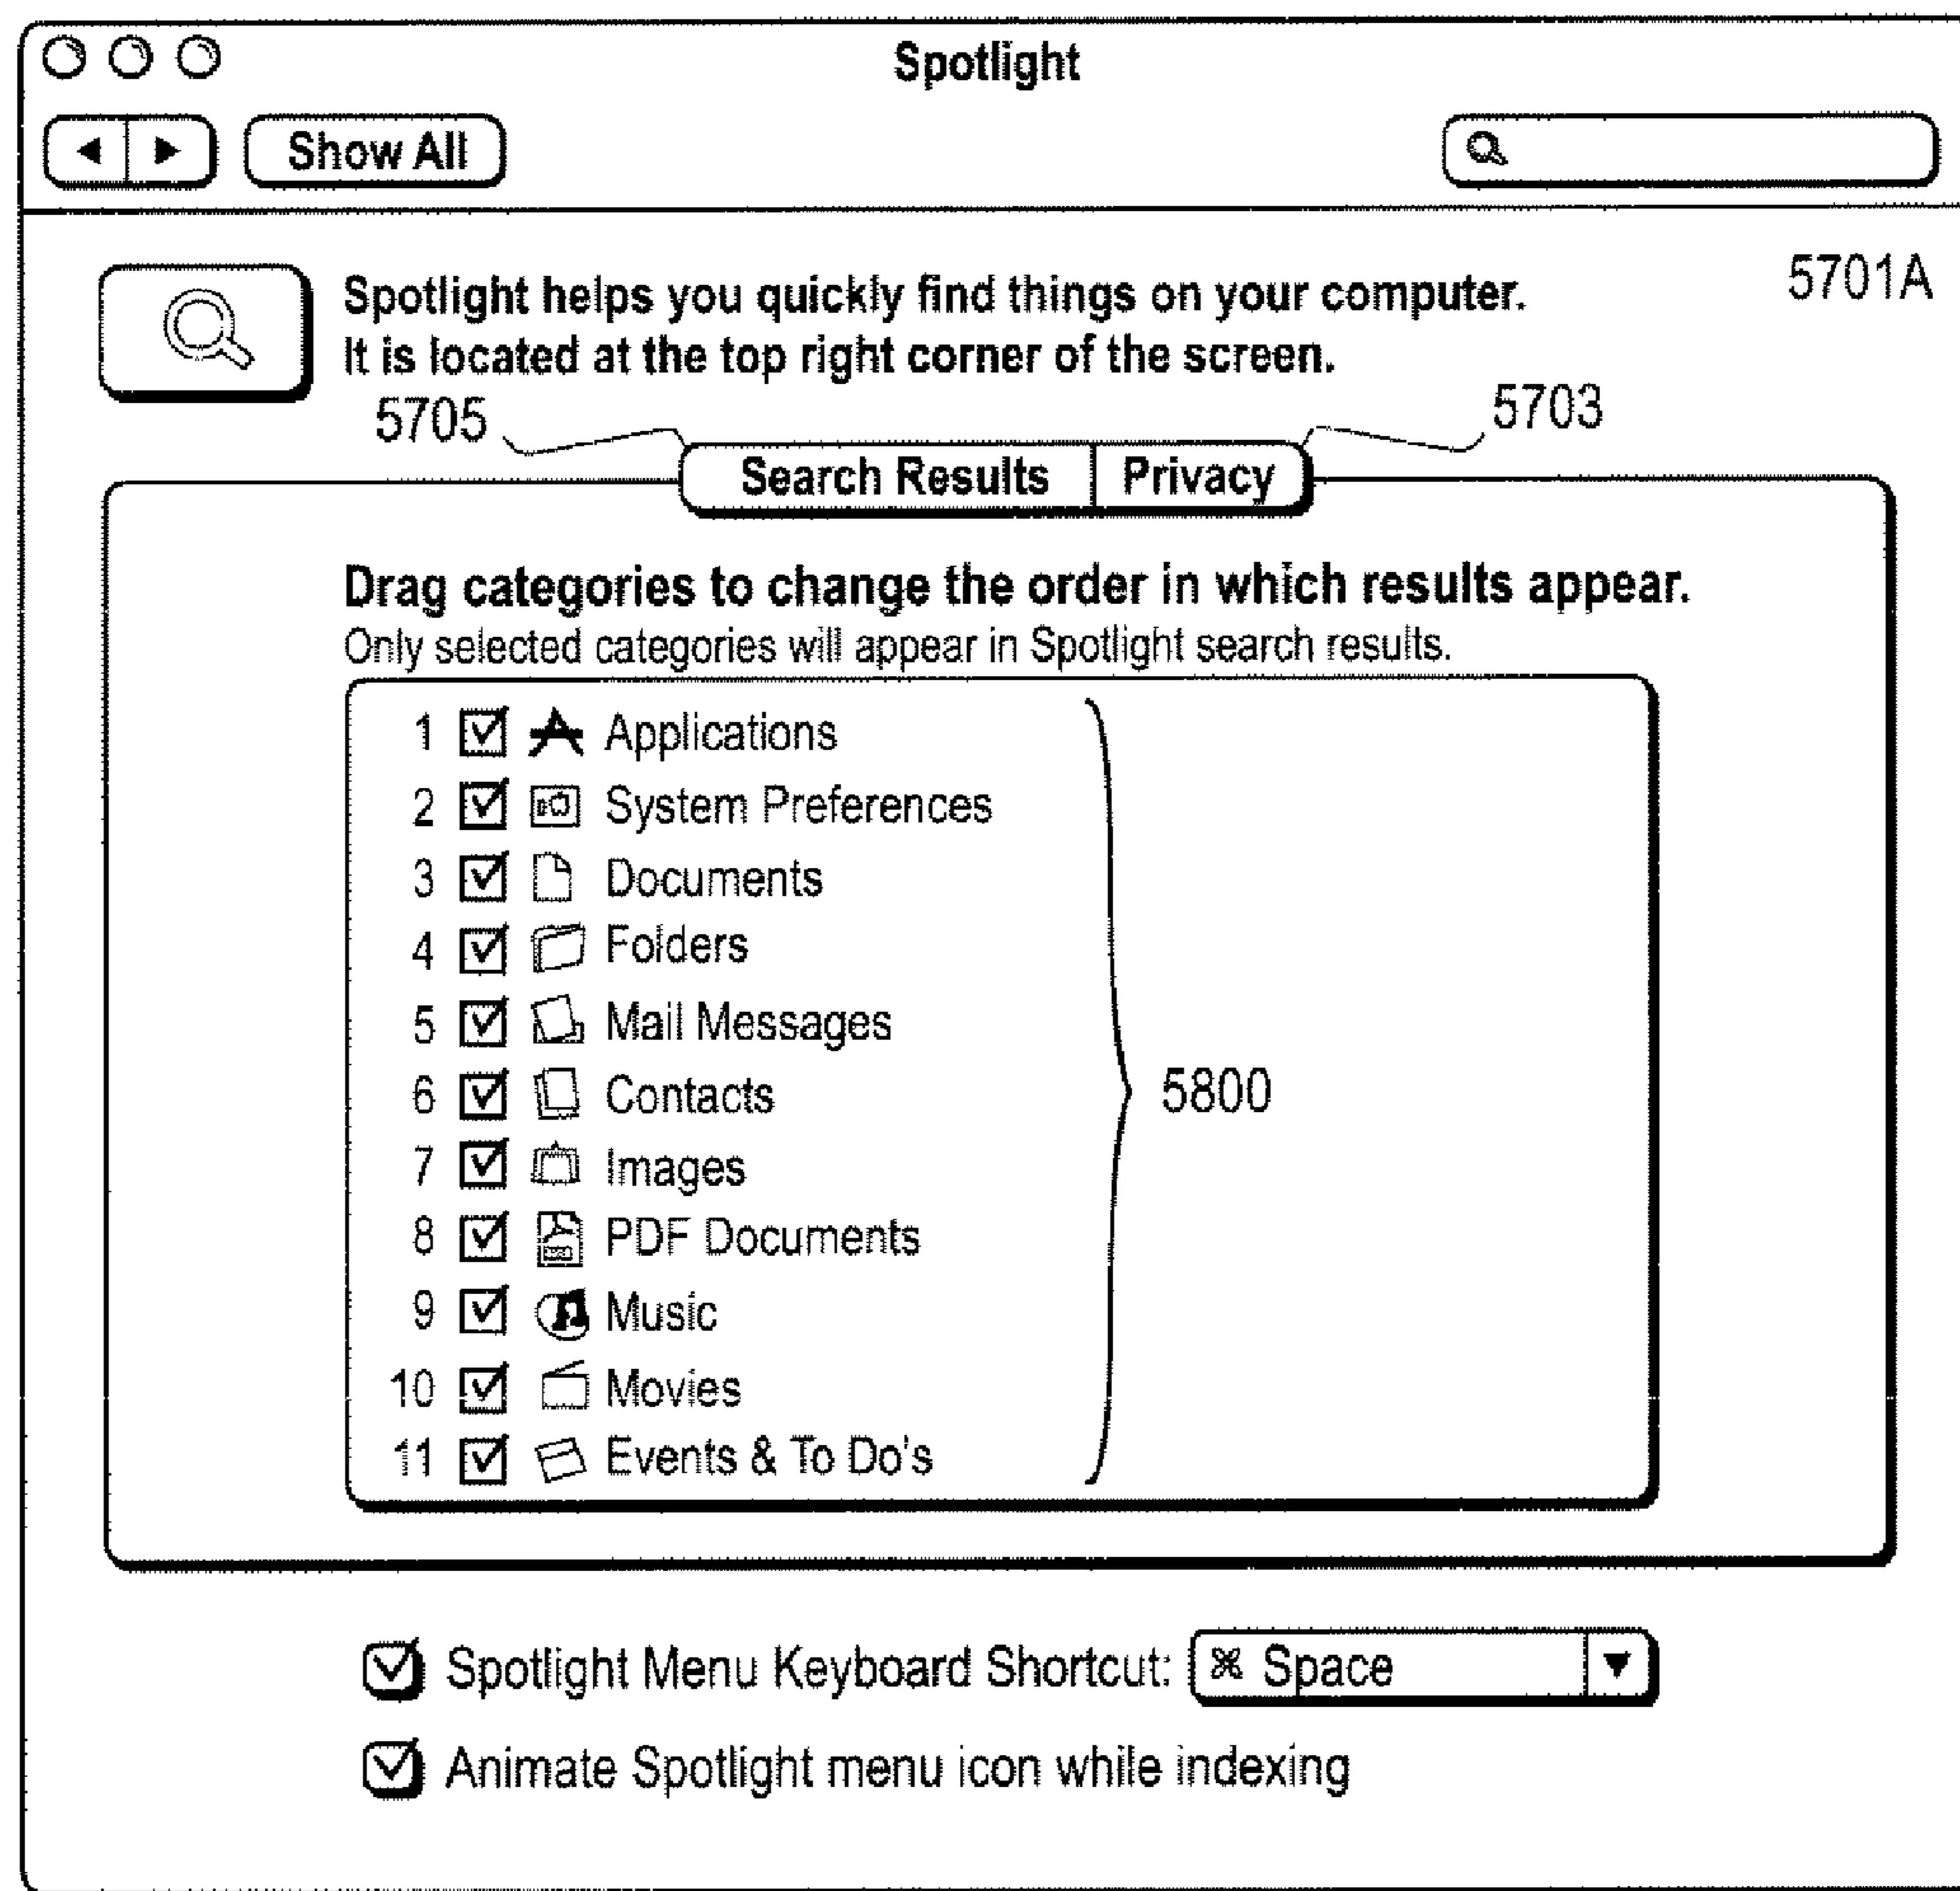 Spotlight
Show All
5701A
Spotlight helps you quickly find things on your computer.
It is located at the top right corner of the screen.
5705
5703
Search Results Privacy
Drag categories to change the order in which results appear.
Only selected categories will appear in Spotlight search results.
1 Applications
2 System Preferences
3 Documents
4 Folders
5 Mail Messages
6 Contacts
7 Images
8 PDF Documents
9 Music
10 Movies
11 Events & To Do's
5800
Spotlight Menu Keyboard Shortcut: ⌘ Space
Animate Spotlight menu icon while indexing